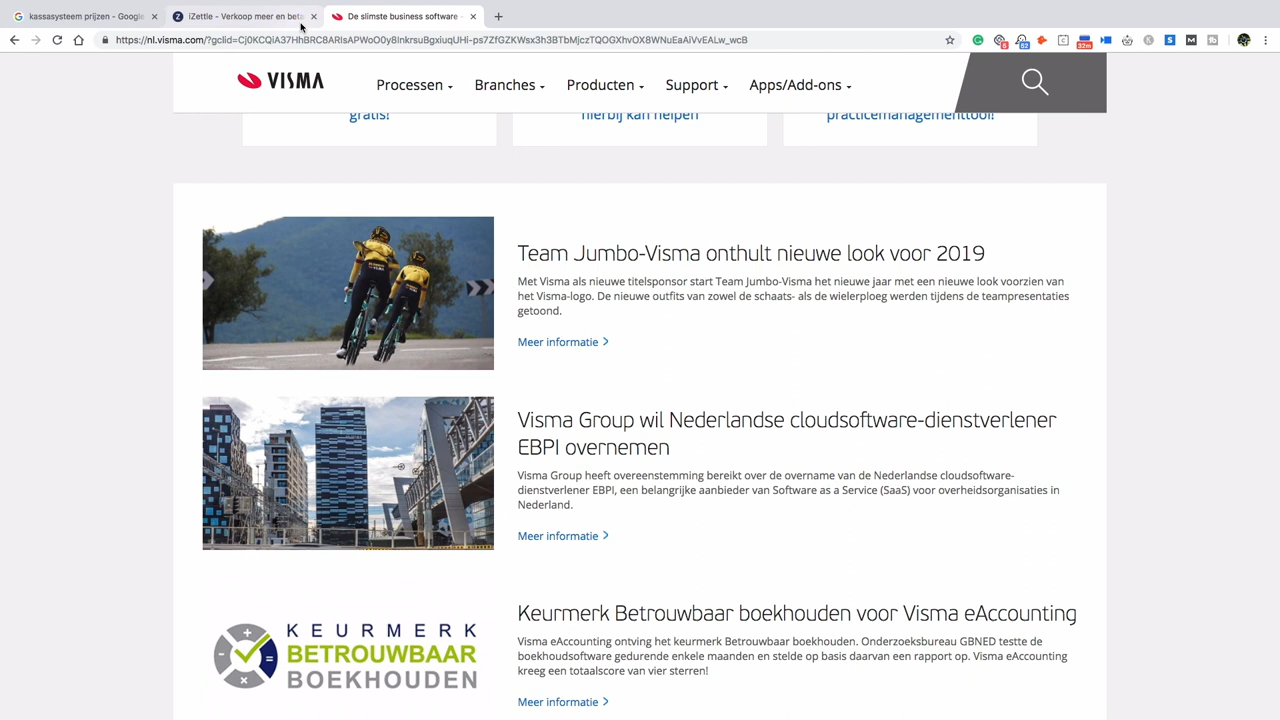 kassasysteem prijzen - Google
iZettle - Verkoop meer en beta
De slimste business software -
https://nl.visma.com/?gclid=Cj0KCQiA37HhBRC8ARIsAPWoO0y8InkrsuBgxiuqUHi-ps7ZfGZKWsx3h3BTbMjczTQOGXhvOX8WNuEaAiVvEALw_wcB
VISMA
Processen
Branches
Producten
Support
Apps/Add-ons
gratis!
hierbij kan helpen
practicemanagementtool!
Team Jumbo-Visma onthult nieuwe look voor 2019
Met Visma als nieuwe titelsponsor start Team Jumbo-Visma het nieuwe jaar met een nieuwe look voorzien van
het Visma-logo. De nieuwe outfits van zowel de schaats- als de wielerploeg werden tijdens de teampresentaties
getoond.
Meer informatie
Visma Group wil Nederlandse cloudsoftware-dienstverlener
EBPI overnemen
Visma Group heeft overeenstemming bereikt over de overname van de Nederlandse cloudsoftware-
dienstverlener EBPI, een belangrijke aanbieder van Software as a Service (SaaS) voor overheidsorganisaties in
Nederland.
Meer informatie
KEURMERK
BETROUWBAAR
BOEKHOUDEN
Keurmerk Betrouwbaar boekhouden voor Visma eAccounting
Visma eAccounting ontving het keurmerk Betrouwbaar boekhouden. Onderzoeksbureau GBNED testte de
boekhoudsoftware gedurende enkele maanden en stelde op basis daarvan een rapport op. Visma eAccounting
kreeg een totaalscore van vier sterren!
Meer informatie